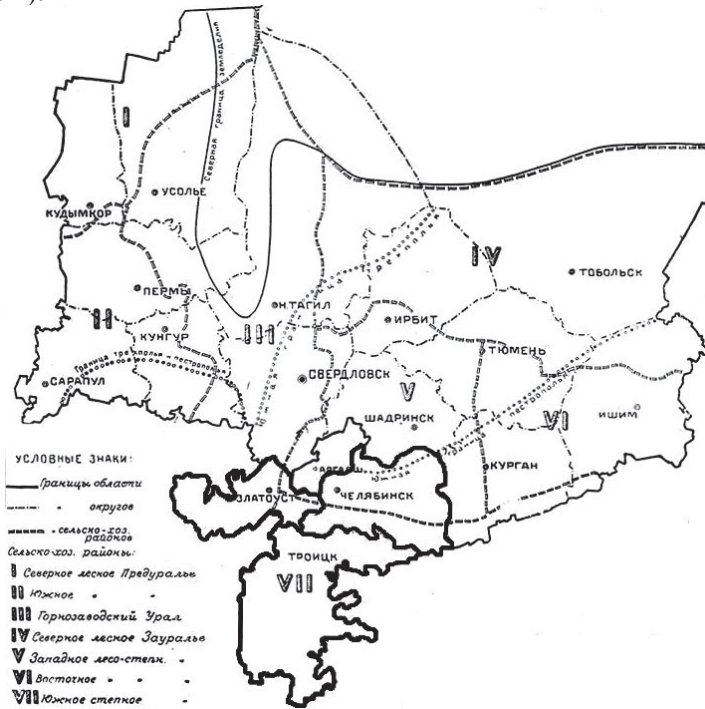 Северная граница земледелия
I
УСОЛЬЕ
КУДЫМКОР
IV
ТОБОЛЬСК
ПЕРМЬ
Н.ТАГИЛ
II
III
ИРБИТ
КУНГУР
ТЮМЕНЬ
Граница трехполья - пестрополья
СВЕРДЛОВСК
САРАПУЛ
V
пестрополья
VI
ИШИМ
ШАДРИНСК
АРГАЯШ
КУРГАН
ЗЛАТОУСТ
ЧЕЛЯБИНСК
ТРОИЦК
VII
УСЛОВНЫЕ ЗНАКИ:
Границы области
" округов
" сельско-хоз. районов
Сельско-хоз. районы:
I Северное лесное Предуралье
II Южное " "
III Горнозаводский Урал
IV Северное лесное Зауралье
V Западное лесо-степн. "
VI Восточное " "
VII Южное степное "